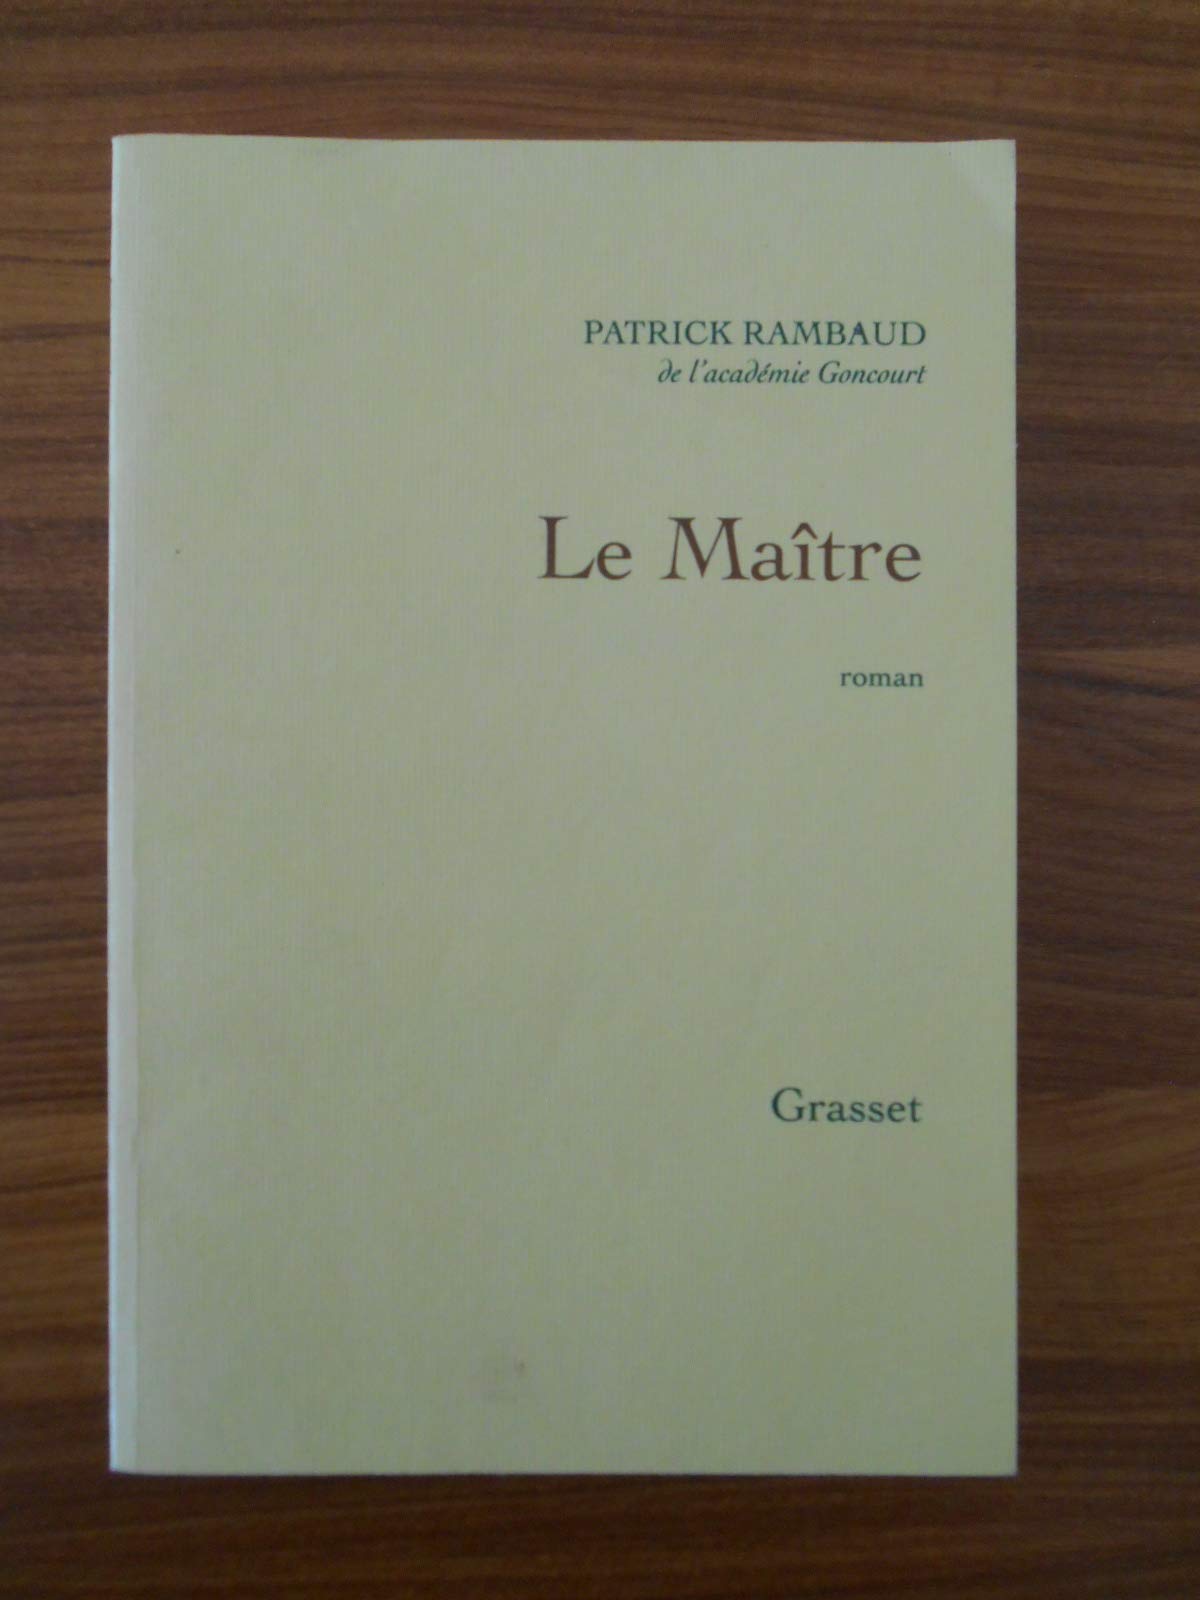 PATRICK RAMBAUD
de l'académie Goncourt
Le Maître
roman
Grasset